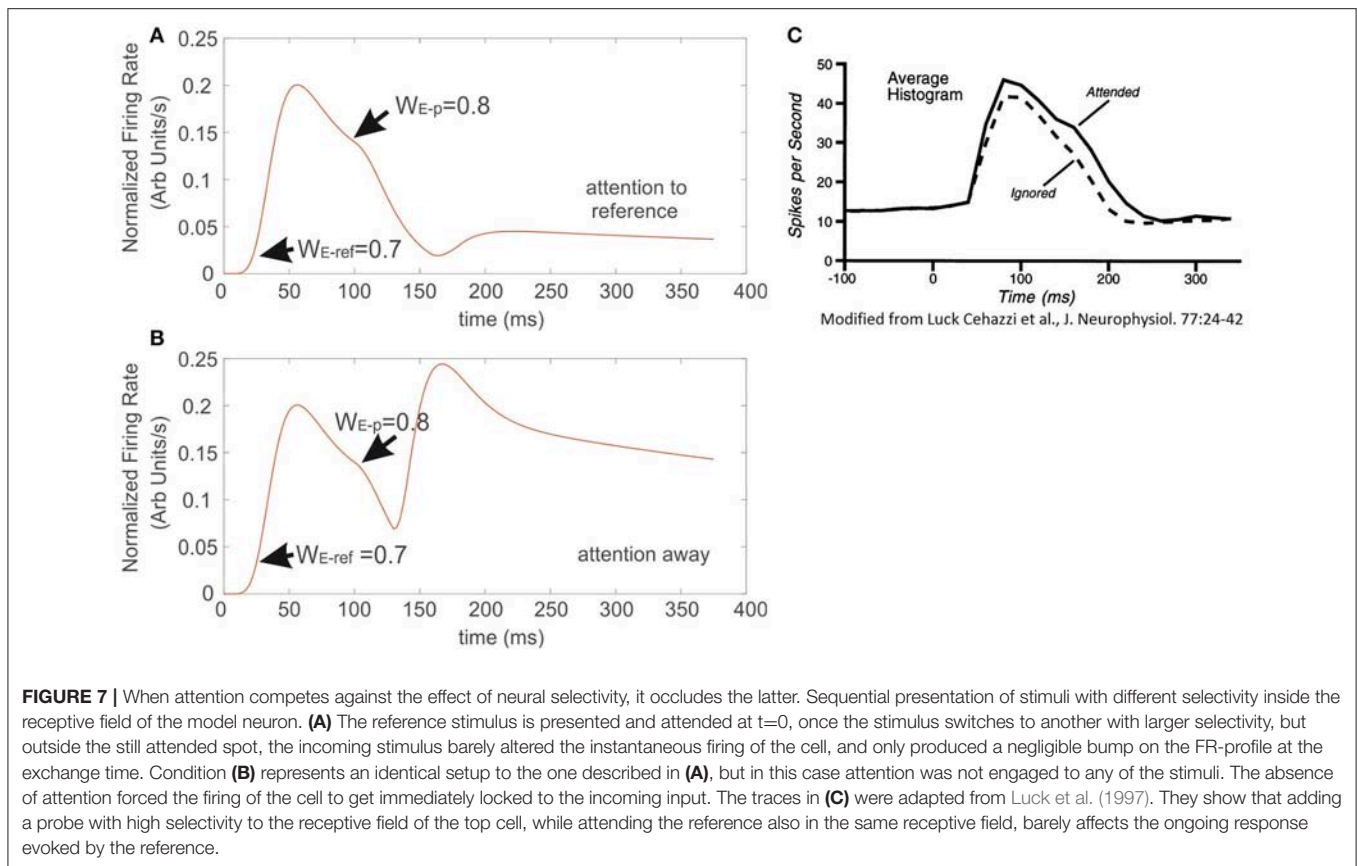 A
0.25
0.2
0.15
0.1
0.05
0
Normalized Firing Rate
(Arb Units/s)
WE-p=0.8
WE-ref=0.7
attention to
reference
0 50 100 150 200 250 300 350 400
time (ms)
B
0.25
0.2
0.15
0.1
0.05
0
Normalized Firing Rate
(Arb Units/s)
WE-p=0.8
WE-ref =0.7
attention away
0 50 100 150 200 250 300 350 400
time (ms)
C
50
40
30
20
10
0
Spikes per Second
Average
Histogram
Attended
Ignored
-100 0 100 200 300
Time (ms)
Modified from Luck Cehazzi et al., J. Neurophysiol. 77:24-42
FIGURE 7 | When attention competes against the effect of neural selectivity, it occludes the latter. Sequential presentation of stimuli with different selectivity inside the
receptive field of the model neuron. (A) The reference stimulus is presented and attended at t=0, once the stimulus switches to another with larger selectivity, but
outside the still attended spot, the incoming stimulus barely altered the instantaneous firing of the cell, and only produced a negligible bump on the FR-profile at the
exchange time. Condition (B) represents an identical setup to the one described in (A), but in this case attention was not engaged to any of the stimuli. The absence
of attention forced the firing of the cell to get immediately locked to the incoming input. The traces in (C) were adapted from Luck et al. (1997). They show that adding
a probe with high selectivity to the receptive field of the top cell, while attending the reference also in the same receptive field, barely affects the ongoing response
evoked by the reference.